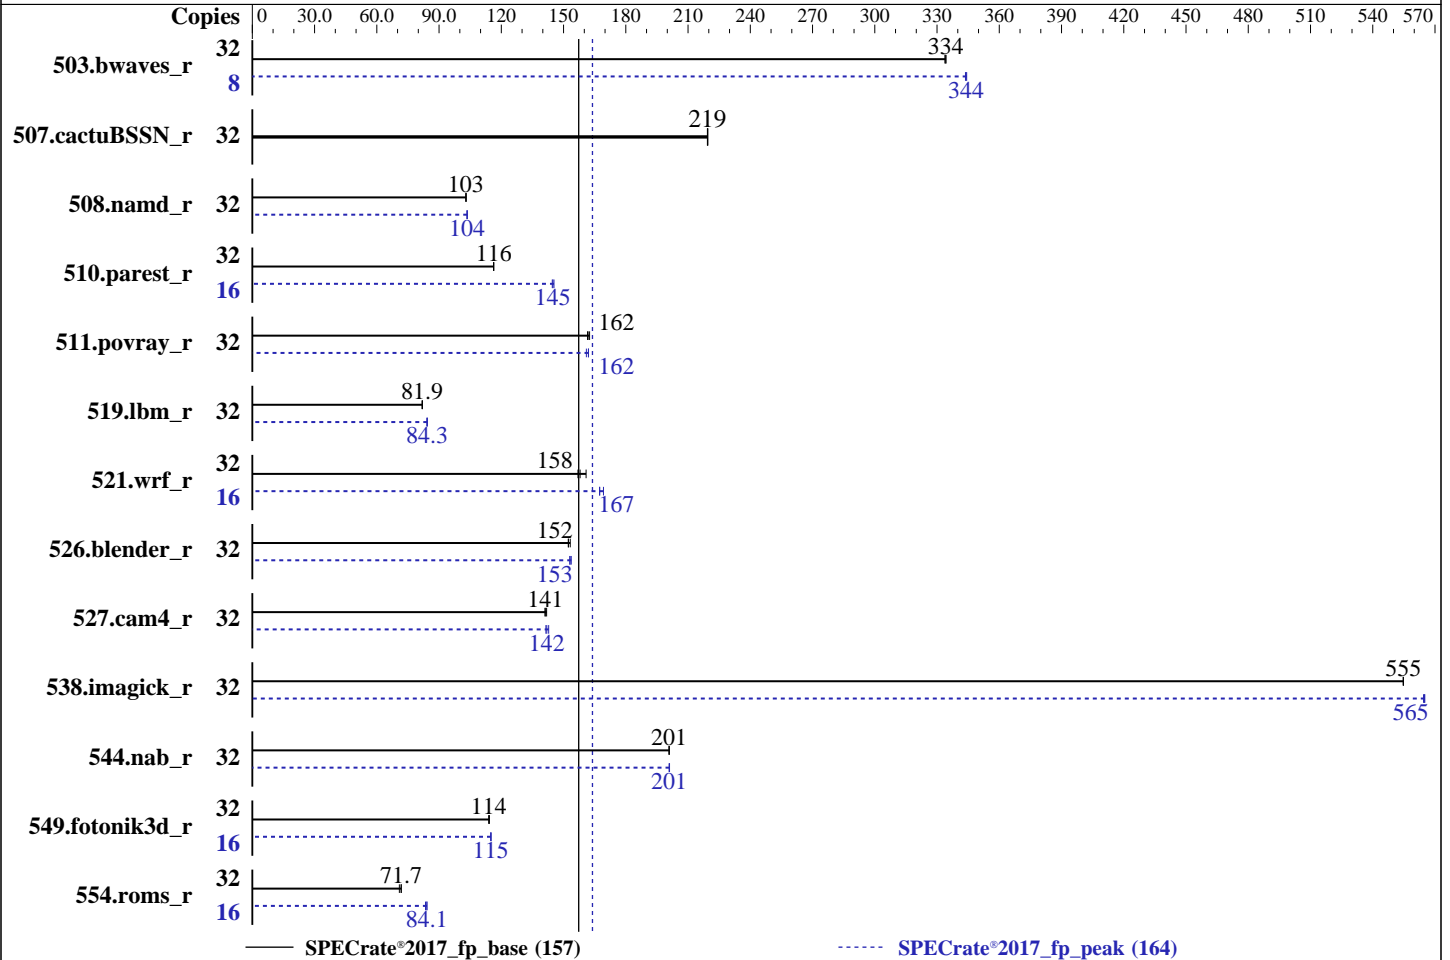 Copies 0 30.0 60.0 90.0 120 150 180 210 240 270 300 330 360 390 420 450 480 510 540 570
503.bwaves_r 32 334
8 344
507.cactuBSSN_r 32 219
508.namd_r 32 103
104
510.parest_r 32 116
16 145
511.povray_r 32 162
162
519.lbm_r 32 81.9
84.3
521.wrf_r 32 158
16 167
526.blender_r 32 152
153
527.cam4_r 32 141
142
538.imagick_r 32 555
565
544.nab_r 32 201
201
549.fotonik3d_r 32 114
16 115
554.roms_r 32 71.7
16 84.1
SPECrate®2017_fp_base (157) SPECrate®2017_fp_peak (164)